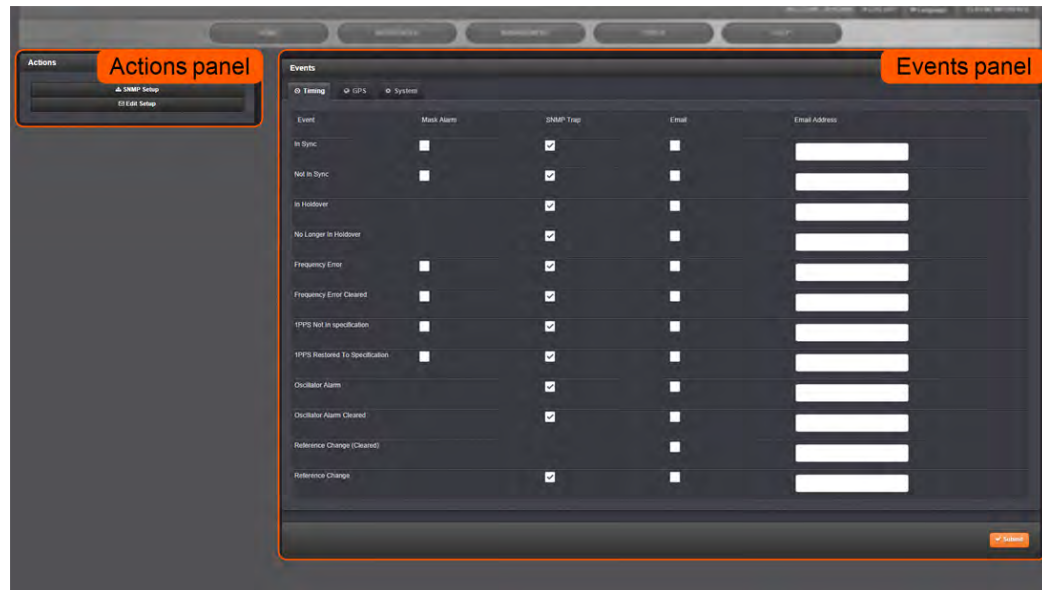 Actions
Actions panel
SNMP Setup
Edit Setup
Events
Events panel
Timing GPS System
Event Mask Alarm SNMP Trap Email Email Address
In Sync
Not In Sync
In Holdover
No Longer In Holdover
Frequency Error
Frequency Error Cleared
1PPS Not In specification
1PPS Restored To Specification
Oscillator Alarm
Oscillator Alarm Cleared
Reference Change (Cleared)
Reference Change
Submit